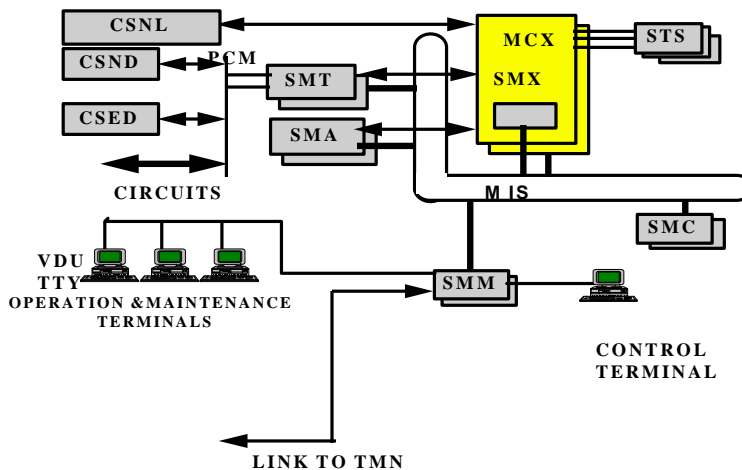 CSNL
MCX
STS
CSND
PCM
SMT
SMX
CSED
SMA
CIRCUITS
M IS
SMC
VDU
TTY
SMM
OPERATION &MAINTENANCE
TERMINALS
CONTROL
TERMINAL
LINK TO TMN